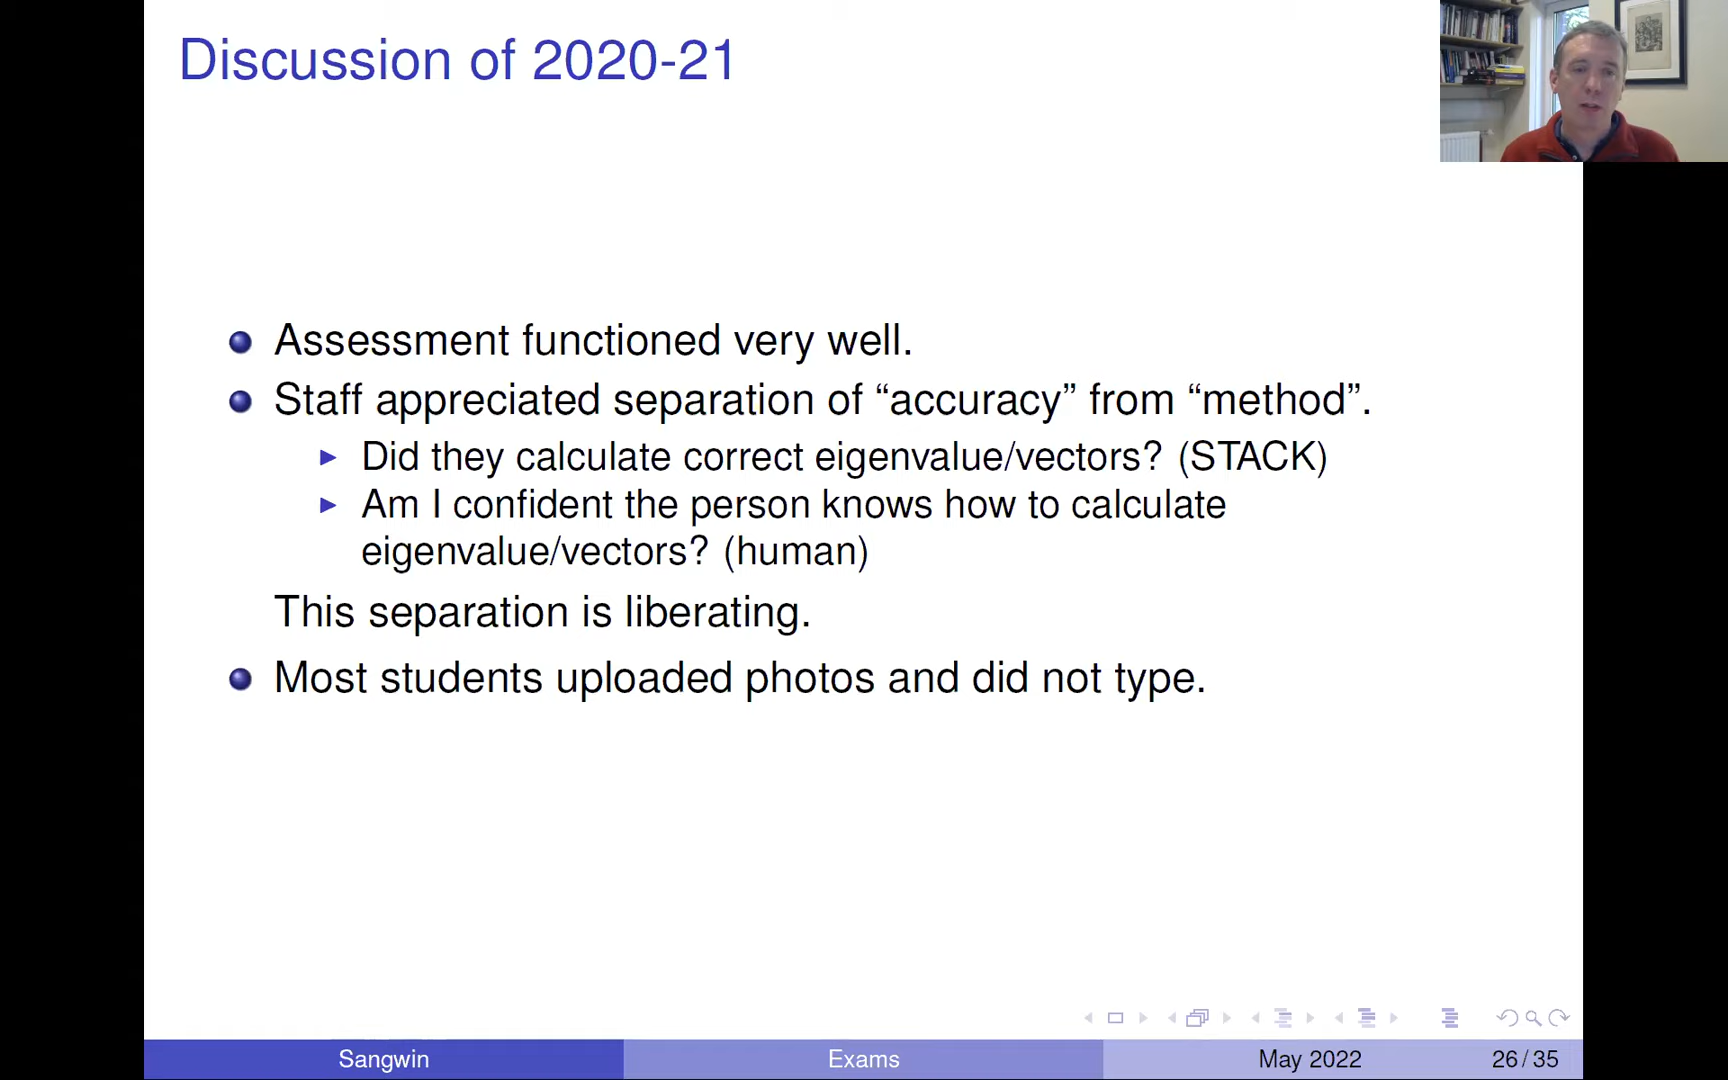 Discussion of 2020-21
Assessment functioned very well.
Staff appreciated separation of “accuracy” from “method”.
Did they calculate correct eigenvalue/vectors? (STACK)
Am I confident the person knows how to calculate
eigenvalue/vectors? (human)
This separation is liberating.
Most students uploaded photos and did not type.
Sangwin
Exams
May 2022
26/35